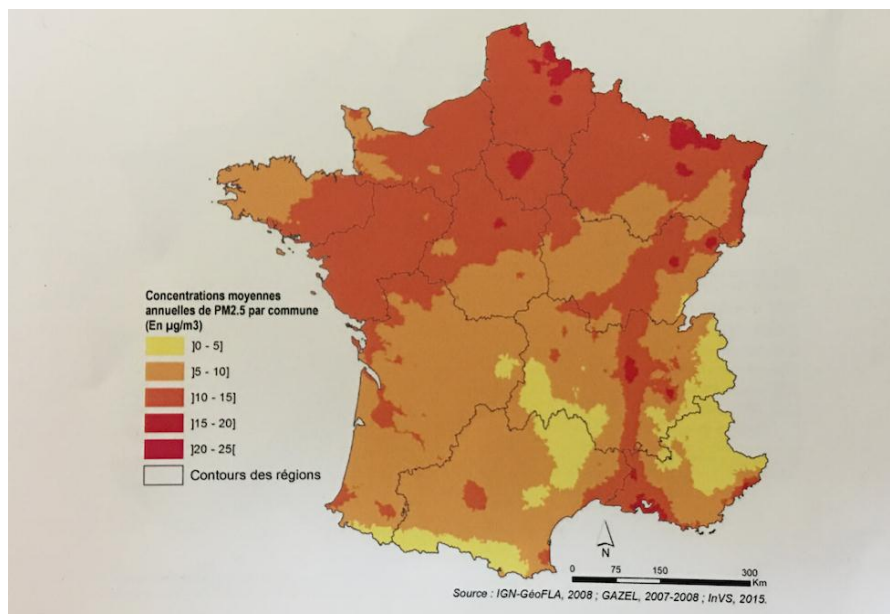 Concentrations moyennes
annuelles de PM2.5 par commune
(En µg/m3)
]0 - 5]
]5 - 10]
]10 - 15]
]15 - 20]
]20 - 25[
Contours des régions
N
0 75 150 300
Km
Source : IGN-GéoFLA, 2008 ; GAZEL, 2007-2008 ; InVS, 2015.